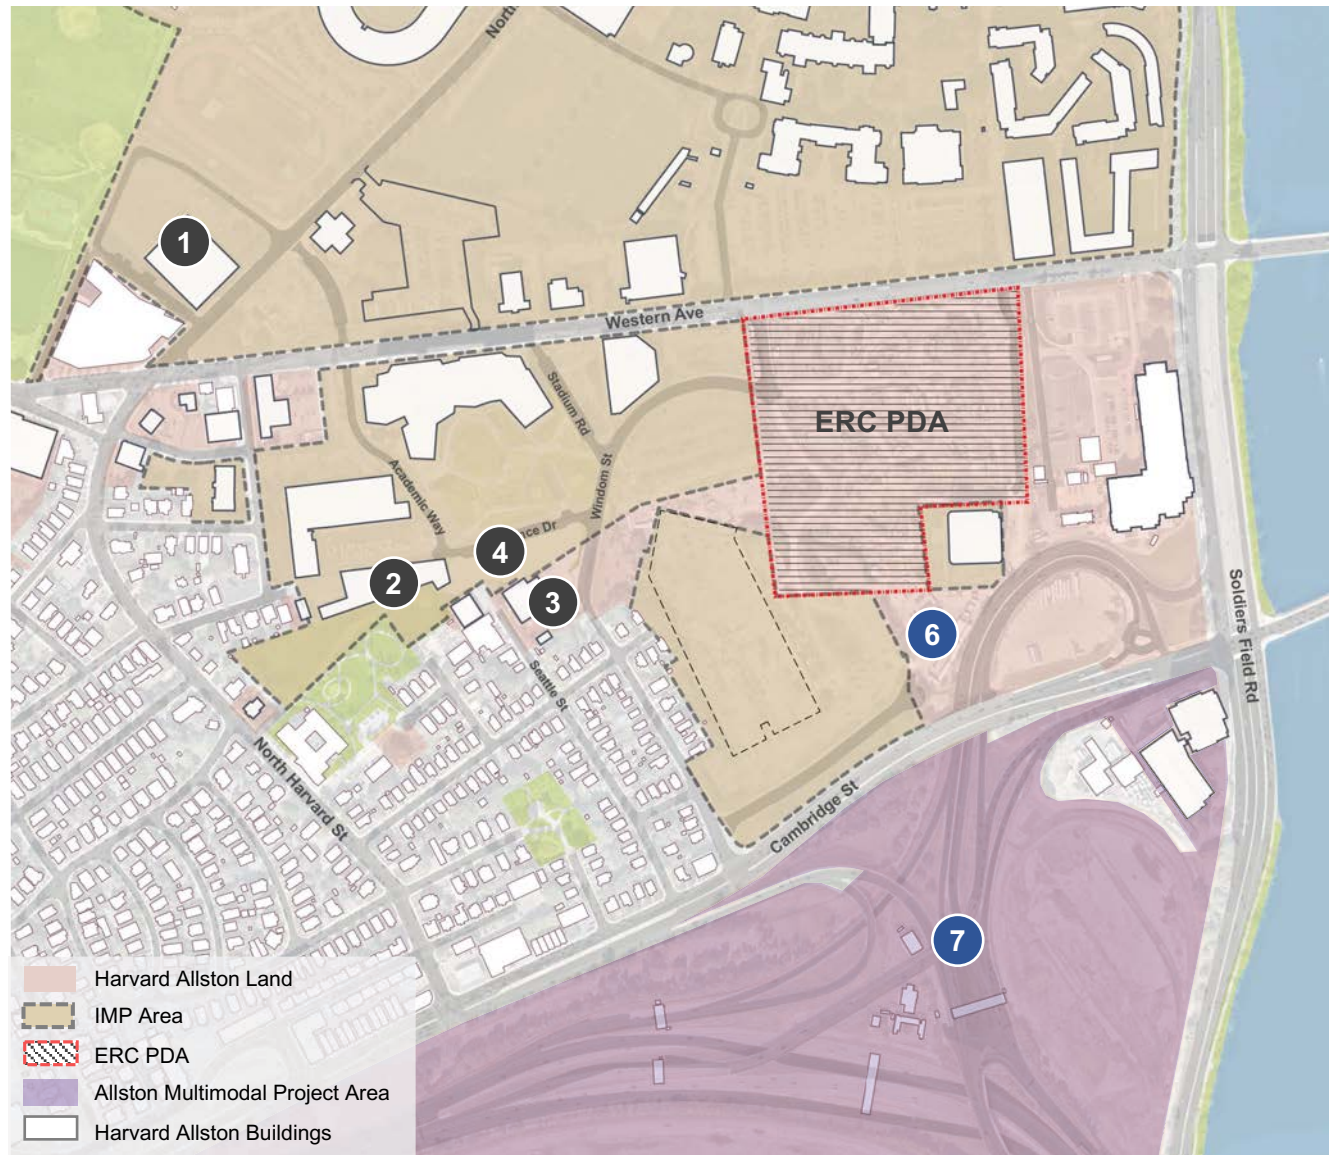 North
1
Western Ave
Stadium Rd
ERC PDA
Academic Way
Windom St
nce Dr
4
2
3
6
Soldiers Field Rd
Seattle St
North Harvard St
Cambridge St
7
Harvard Allston Land
IMP Area
ERC PDA
Allston Multimodal Project Area
Harvard Allston Buildings